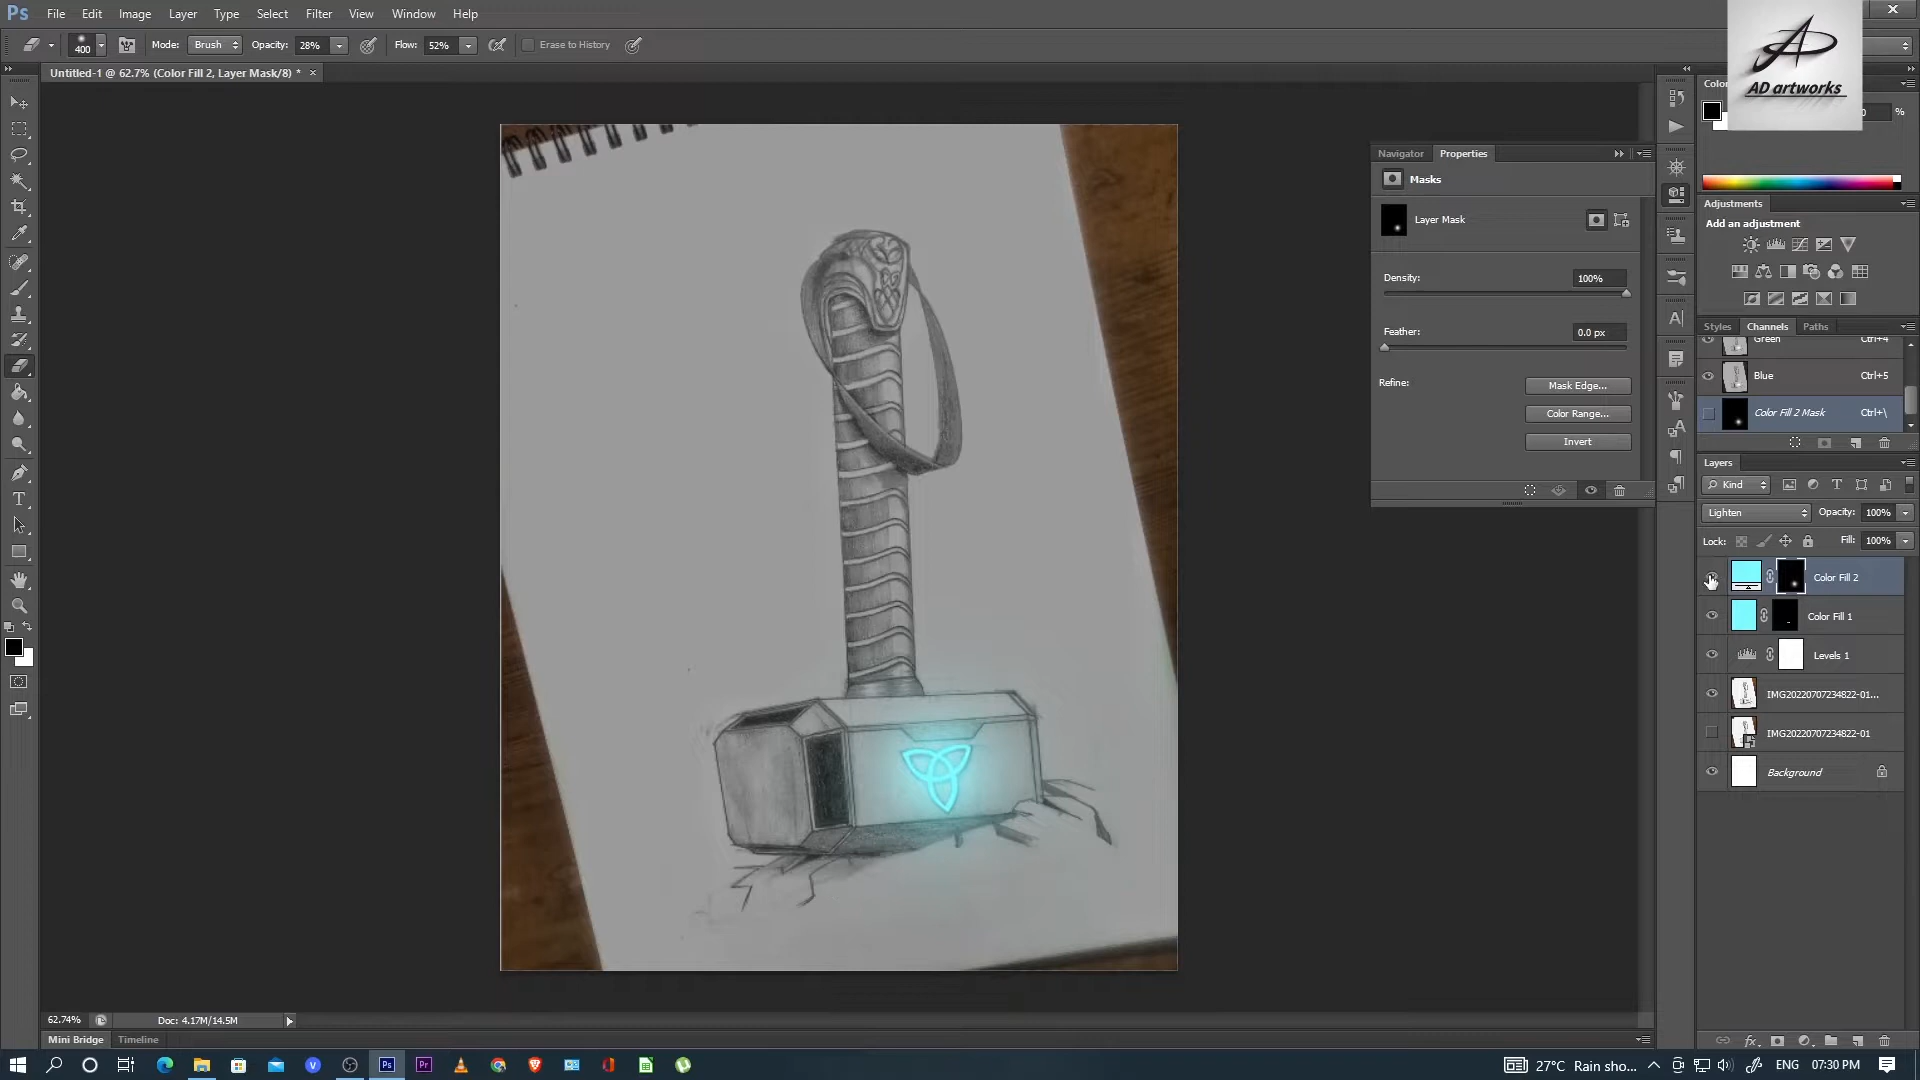 Ps File Edit Image Layer Type Select Filter View Window Help
400 Mode: Brush Opacity: 28% Flow: 52% Erase to History
Untitled-1 @ 62.7% (Color Fill 2, Layer Mask/8) * ×
AD artworks
%
Navigator Properties
Masks
Layer Mask
Density: 100%
Feather: 0.0 px
Refine: Mask Edge...
Color Range...
Invert
Adjustments
Add an adjustment
Styles Channels Paths
Green Ctrl+4
Blue Ctrl+5
Color Fill 2 Mask Ctrl+\
Layers
Kind
Lighten Opacity: 100%
Lock: Fill: 100%
Color Fill 2
Color Fill 1
Levels 1
IMG20220707234822-01...
IMG20220707234822-01
Background
62.74% Doc: 4.17M/14.5M
Mini Bridge Timeline
27°C Rain sho... ENG 07:30 PM